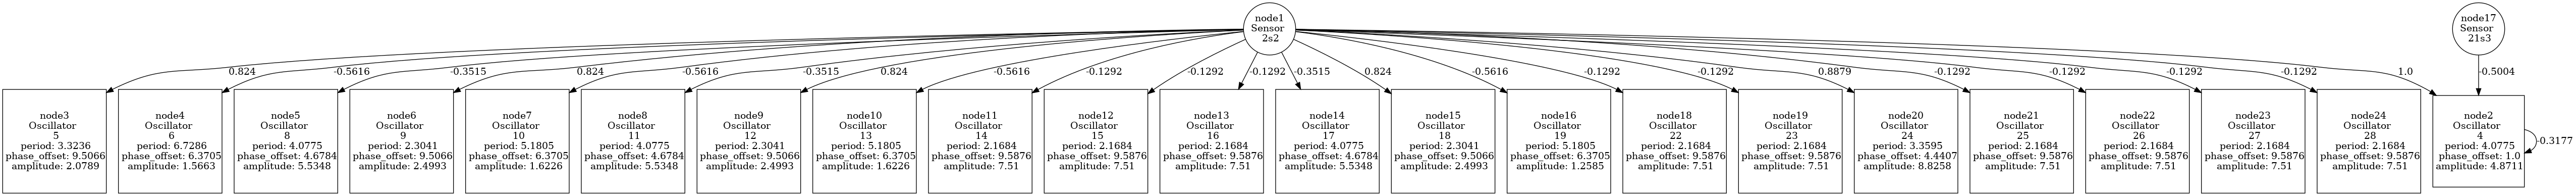 node1
Sensor
2s2
node17
Sensor
21s3
0.824
-0.5616
-0.3515
0.824
-0.5616
-0.3515
0.824
-0.5616
-0.1292
-0.1292
-0.1292
-0.3515
0.824
-0.5616
-0.1292
-0.1292
0.8879
-0.1292
-0.1292
-0.1292
-0.1292
1.0
-0.5004
node3
Oscillator
5
period: 3.3236
phase_offset: 9.5066
amplitude: 2.0789
node4
Oscillator
6
period: 6.7286
phase_offset: 6.3705
amplitude: 1.5663
node5
Oscillator
8
period: 4.0775
phase_offset: 4.6784
amplitude: 5.5348
node6
Oscillator
9
period: 2.3041
phase_offset: 9.5066
amplitude: 2.4993
node7
Oscillator
10
period: 5.1805
phase_offset: 6.3705
amplitude: 1.6226
node8
Oscillator
11
period: 4.0775
phase_offset: 4.6784
amplitude: 5.5348
node9
Oscillator
12
period: 2.3041
phase_offset: 9.5066
amplitude: 2.4993
node10
Oscillator
13
period: 5.1805
phase_offset: 6.3705
amplitude: 1.6226
node11
Oscillator
14
period: 2.1684
phase_offset: 9.5876
amplitude: 7.51
node12
Oscillator
15
period: 2.1684
phase_offset: 9.5876
amplitude: 7.51
node13
Oscillator
16
period: 2.1684
phase_offset: 9.5876
amplitude: 7.51
node14
Oscillator
17
period: 4.0775
phase_offset: 4.6784
amplitude: 5.5348
node15
Oscillator
18
period: 2.3041
phase_offset: 9.5066
amplitude: 2.4993
node16
Oscillator
19
period: 5.1805
phase_offset: 6.3705
amplitude: 1.2585
node18
Oscillator
22
period: 2.1684
phase_offset: 9.5876
amplitude: 7.51
node19
Oscillator
23
period: 2.1684
phase_offset: 9.5876
amplitude: 7.51
node20
Oscillator
24
period: 3.3595
phase_offset: 4.4407
amplitude: 8.8258
node21
Oscillator
25
period: 2.1684
phase_offset: 9.5876
amplitude: 7.51
node22
Oscillator
26
period: 2.1684
phase_offset: 9.5876
amplitude: 7.51
node23
Oscillator
27
period: 2.1684
phase_offset: 9.5876
amplitude: 7.51
node24
Oscillator
28
period: 2.1684
phase_offset: 9.5876
amplitude: 7.51
node2
Oscillator
4
period: 4.0775
phase_offset: 1.0
amplitude: 4.8711
-0.3177